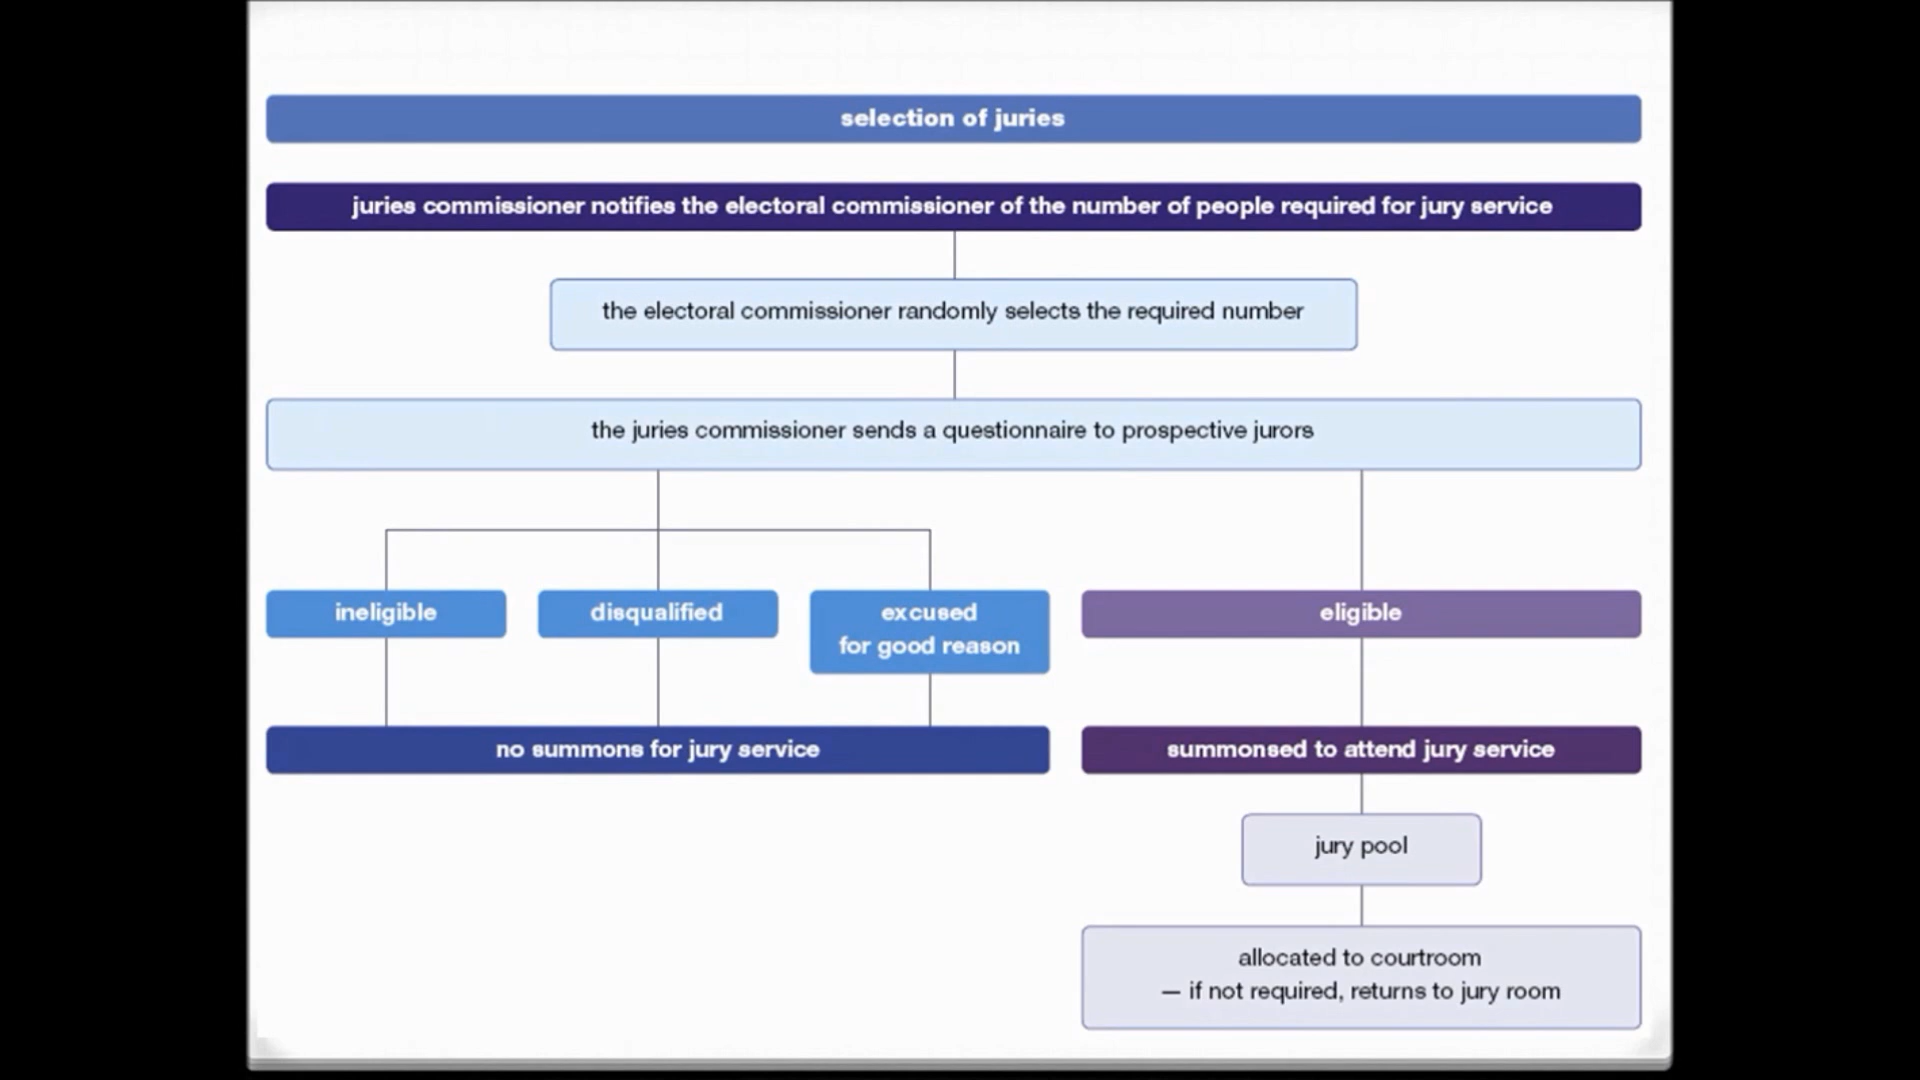 selection of juries
juries commissioner notifies the electoral commissioner of the number of people required for jury service
the electoral commissioner randomly selects the required number
the juries commissioner sends a questionnaire to prospective jurors
ineligible
disqualified
excused
for good reason
eligible
no summons for jury service
summonsed to attend jury service
jury pool
allocated to courtroom
— if not required, returns to jury room